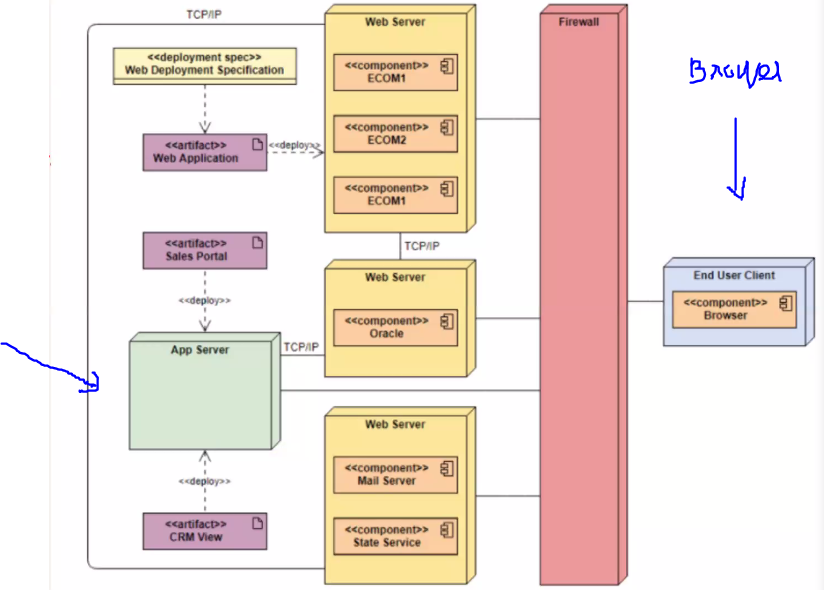 TCP/IP
Web Server
Firewall
<<deployment spec>>
Web Deployment Specification
<<component>>
ECOM1
<<artifact>>
Web Application
<<deploy>>
<<component>>
ECOM2
<<component>>
ECOM1
TCP/IP
<<artifact>>
Sales Portal
<<deploy>>
Web Server
<<component>>
Oracle
End User Client
<<component>>
Browser
App Server
TCP/IP
Web Server
<<component>>
Mail Server
<<deploy>>
<<artifact>>
CRM View
<<component>>
State Service